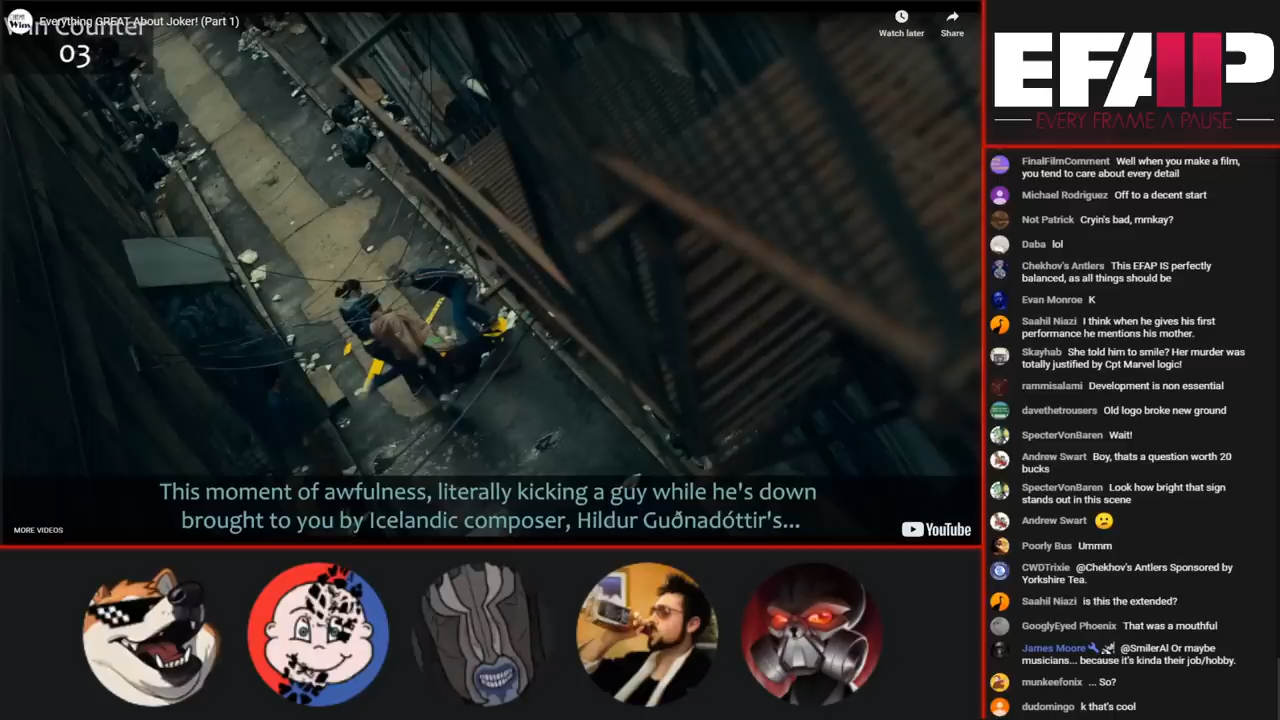 Everything GREAT About Joker! (Part 1)
Win Counter
03
Watch later
Share
This moment of awfulness, literally kicking a guy while he's down
brought to you by Icelandic composer, Hildur Guðnadóttir's...
MORE VIDEOS
YouTube
EFAP
EVERY FRAME A PAUSE
FinalFilmComment Well when you make a film,
you tend to care about every detail
Michael Rodriguez Off to a decent start
Not Patrick Cryin's bad, mrnkay?
Daba lol
Chekhov's Antlers This EFAP IS perfectly
balanced, as all things should be
Evan Monroe K
Saahil Niazi I think when he gives his first
performance he mentions his mother.
Skayhab She told him to smile? Her murder was
totally justified by Cpt Marvel logic!
rammisalami Development is non essential
davethetrousers Old logo broke new ground
SpecterVonBaren Wait!
Andrew Swart Boy, thats a question worth 20
bucks
SpecterVonBaren Look how bright that sign
stands out in this scene
Andrew Swart
Poorly Bus Ummm
CWDTrixie @Chekhov's Antlers Sponsored by
Yorkshire Tea.
Saahil Niazi is this the extended?
GooglyEyed Phoenix That was a mouthful
James Moore @SmilerAl Or maybe
musicians... because it's kinda their job/hobby.
munkeefonix ... So?
dudomingo k that's cool